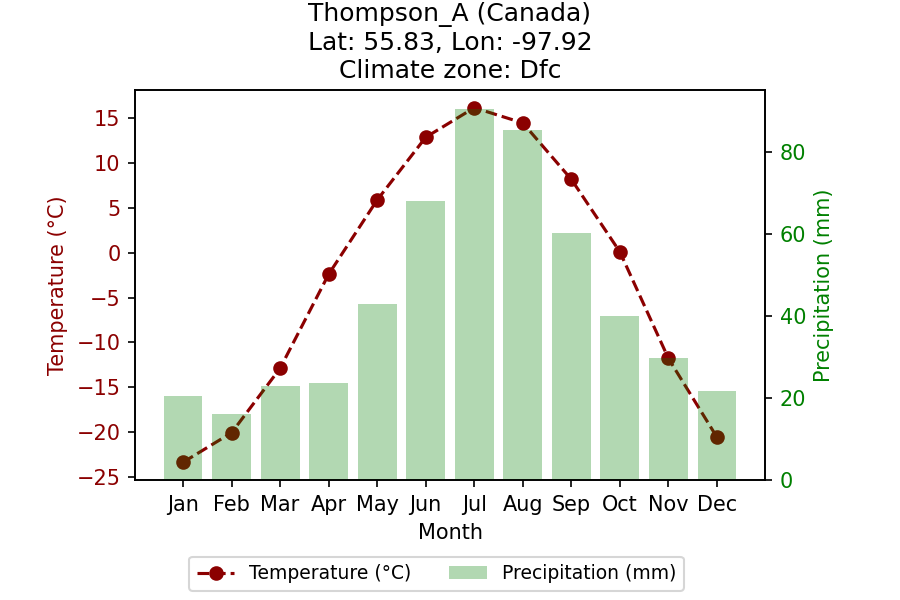 Thompson_A (Canada)
Lat: 55.83, Lon: -97.92
Climate zone: Dfc
Temperature (°C)
15
10
5
0
−5
−10
−15
−20
−25
80
60
40
20
0
Precipitation (mm)
Jan Feb Mar Apr May Jun Jul Aug Sep Oct Nov Dec
Month
Temperature (°C) Precipitation (mm)